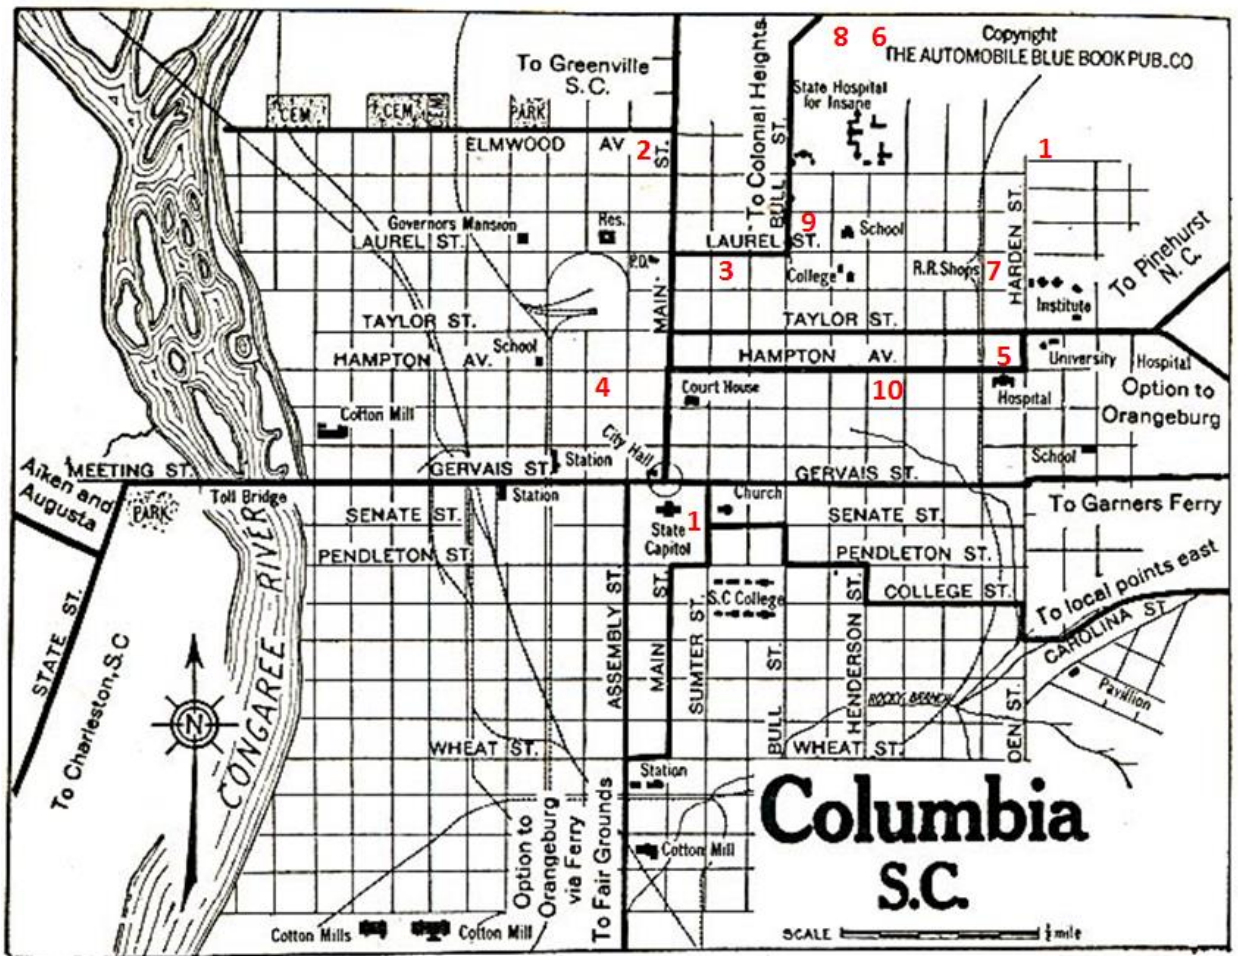 8 6
Copyright
THE AUTOMOBILE BLUE BOOK PUB. CO
To Greenville
S.C.
To Colonial Heights
State Hospital
for Insane
CEM
CEM
CEM
PARK
ELMWOOD AV
2
ST.
BULL ST.
1
HARDEN ST.
To Pinehurst
N. C.
Governors Mansion
Res.
LAUREL ST.
9
LAUREL ST.
School
P.O.
3
College
R.R. Shops
7
Institute
MAIN
TAYLOR ST.
TAYLOR ST.
HAMPTON AV.
School
HAMPTON AV.
5
University
Hospital
Option to
Orangeburg
4
Court House
10
Hospital
Cotton Mill
City Hall
School
Aiken and
Augusta
MEETING ST.
GERVAIS ST.
Station
GERVAIS ST.
PARK
Toll Bridge
Station
Church
To Garners Ferry
SENATE ST.
State
Capitol
1
SENATE ST.
PENDLETON ST.
PENDLETON ST.
COLLEGE ST.
S.C College
To local points east
CAROLINA ST.
STATE ST.
To Charleston, S.C
CONGAREE RIVER
ASSEMBLY ST.
MAIN ST.
SUMTER ST.
BULL ST.
HENDERSON ST.
ROCKY BRANCH
DEN ST.
Pavillion
N
WHEAT ST.
WHEAT ST.
Station
Option to
Orangeburg
via Ferry
To Fair Grounds
Cotton Mill
Columbia
S.C.
Cotton Mills
Cotton Mill
SCALE ½ mile